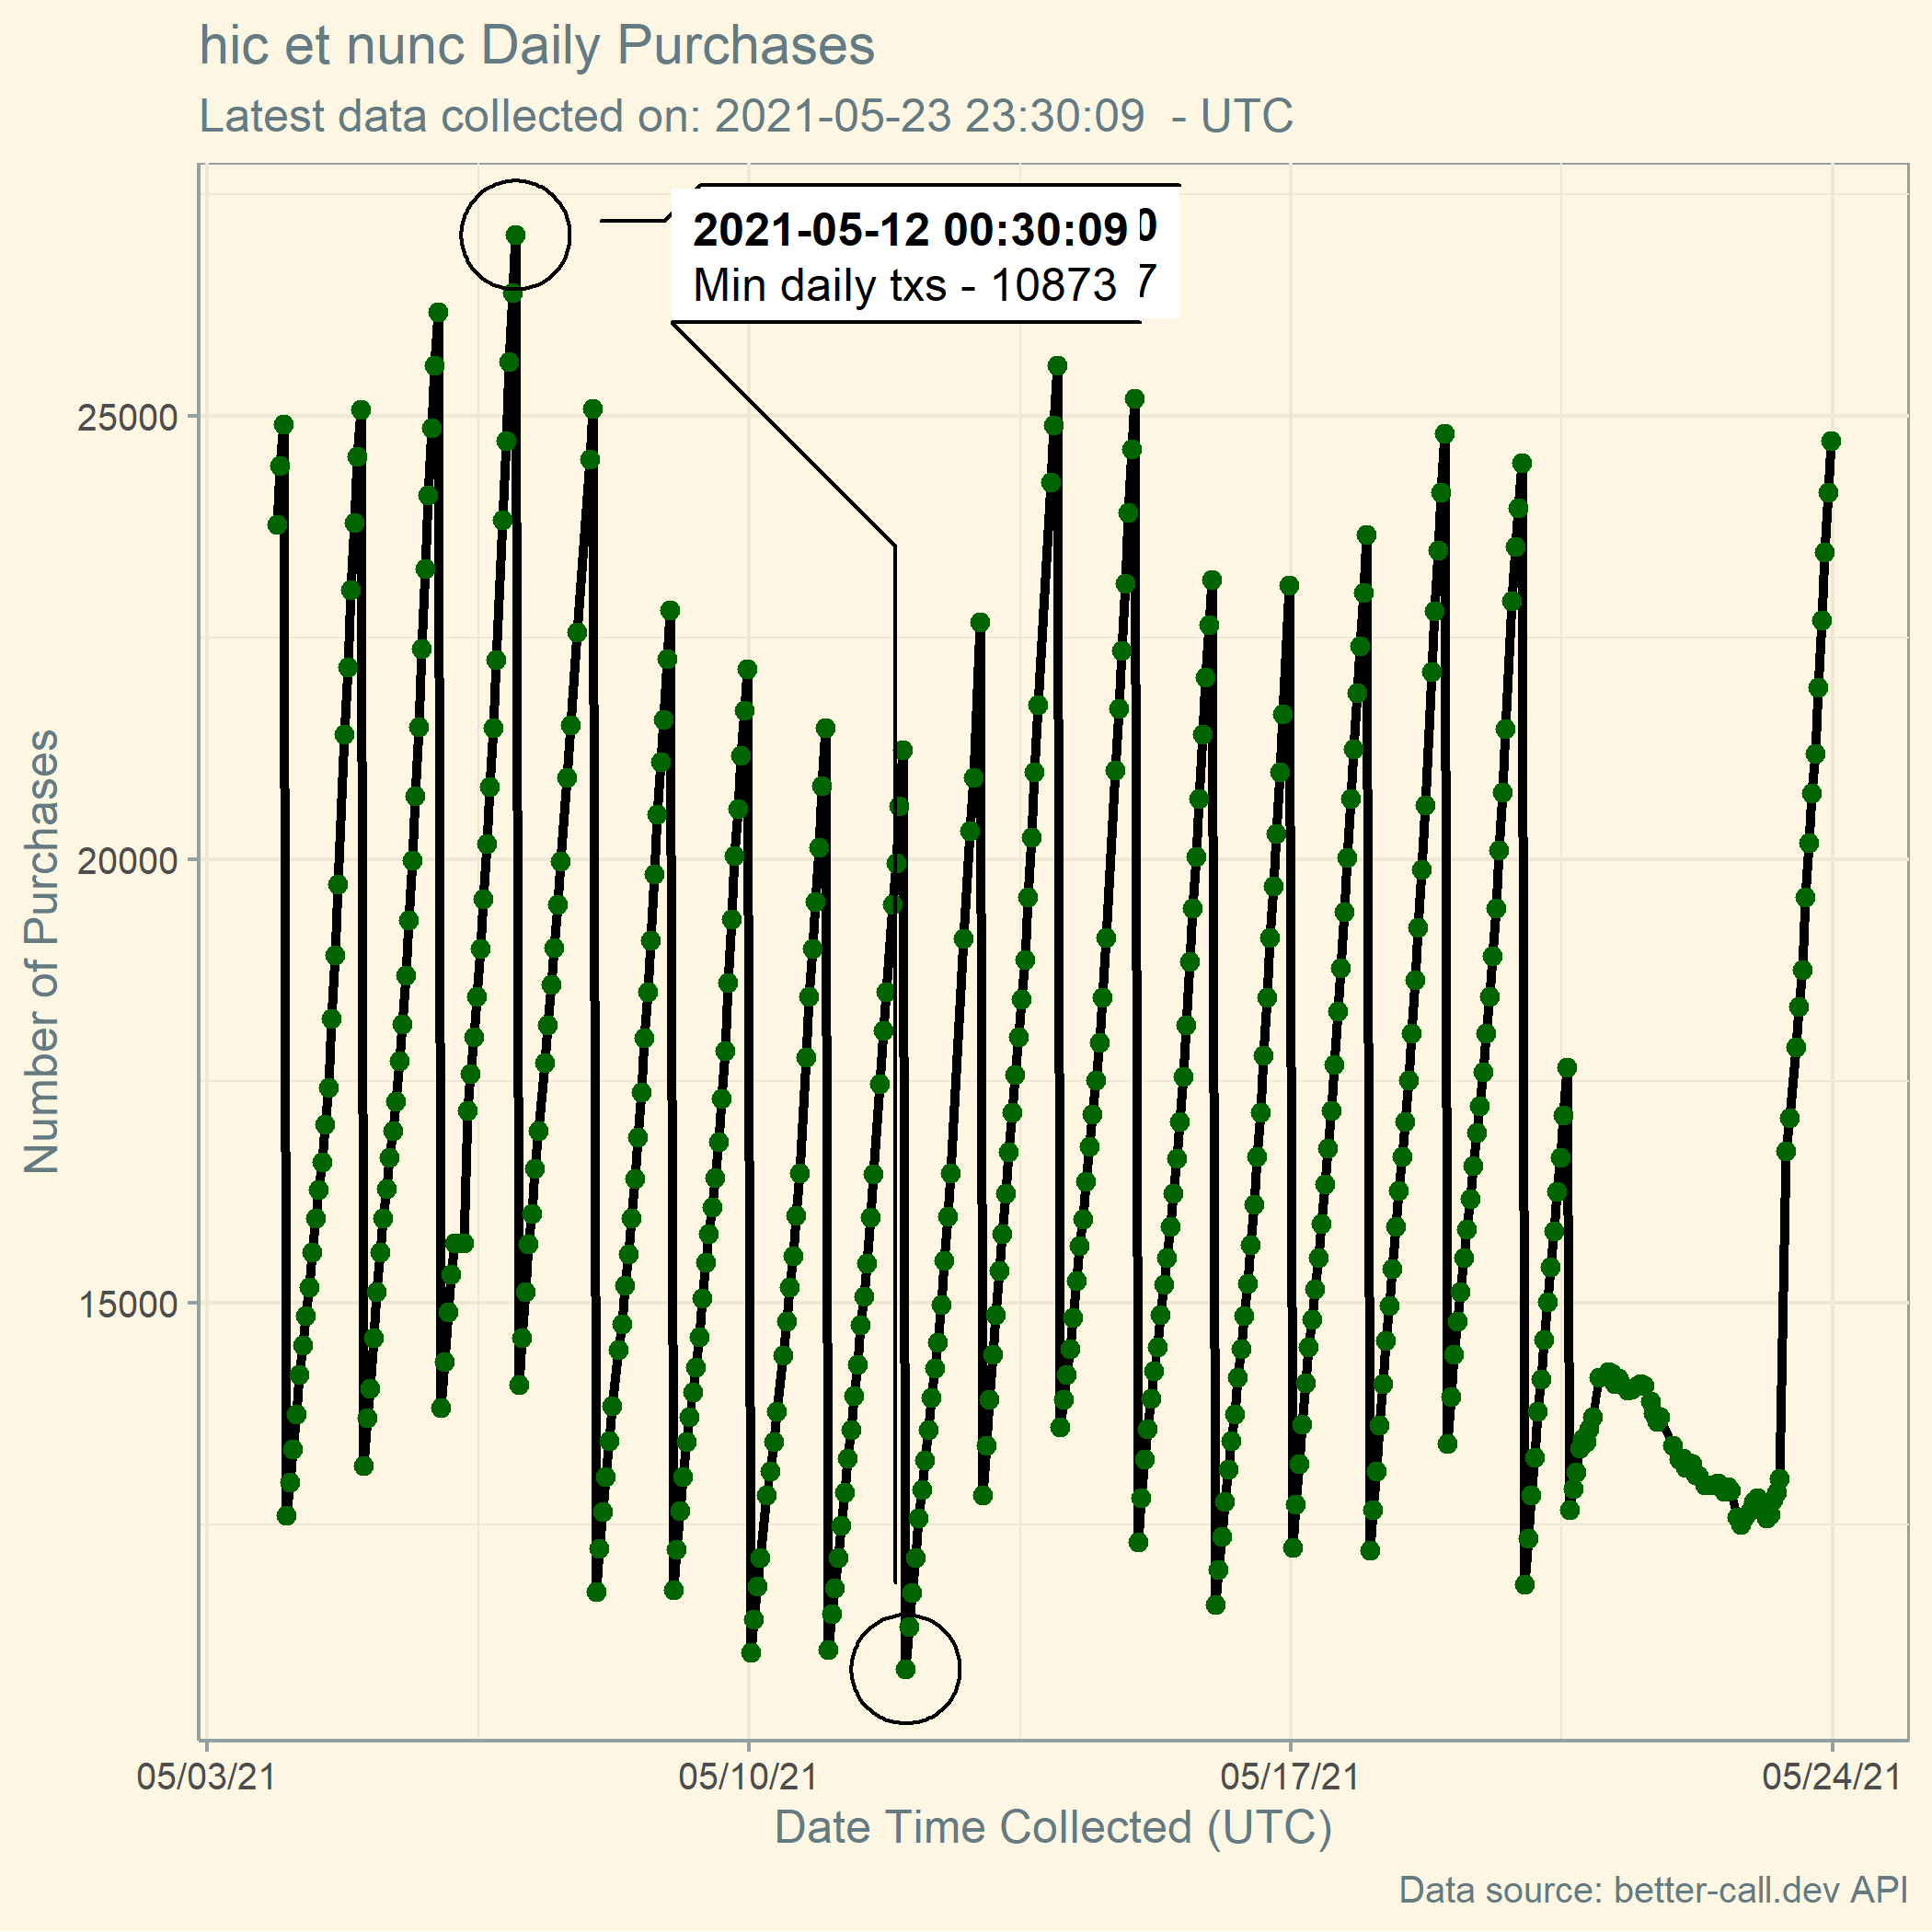 hic et nunc Daily Purchases
Latest data collected on: 2021-05-23 23:30:09 - UTC
2021-05-12 00:30:09 0
Min daily txs - 10873 7
25000
20000
15000
Number of Purchases
05/03/21
05/10/21
05/17/21
05/24/21
Date Time Collected (UTC)
Data source: better-call.dev API